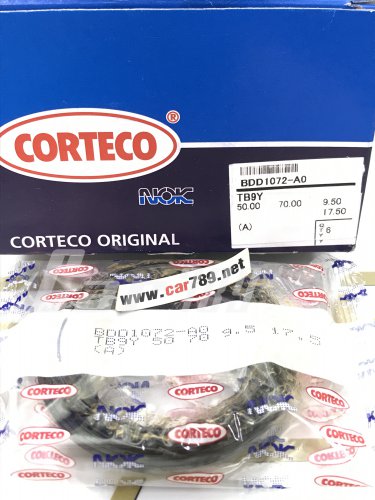 CORTECO
®
NOK
CORTECO ORIGINAL
BDD1072-A0
TB9Y
50.00 70.00 9.50
17.50
(A)
6
www.car789.net
CORTECO
CORTECO
BDD1072-A0 9.5 17.5
TB9Y 50 70
(A)
CORTECO
NOK
CORTECO
CORTECO
CORTECO